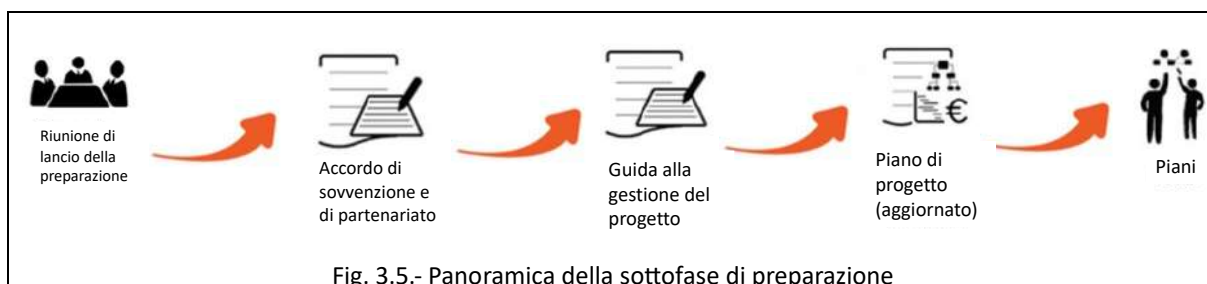 Riunione di
lancio della
preparazione
Accordo di
sovvenzione e
di partenariato
Guida alla
gestione del
progetto
€
Piano di
progetto
(aggiornato)
Piani
Fig. 3.5.- Panoramica della sottofase di preparazione